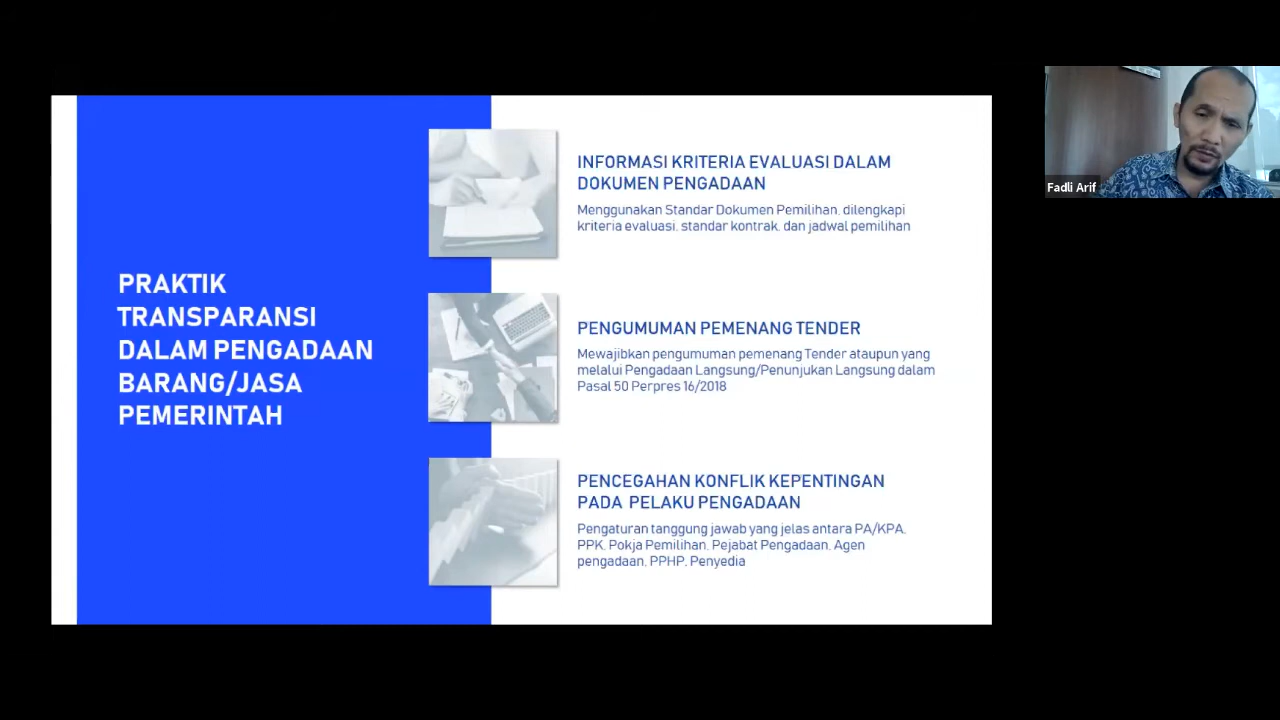 PRAKTIK
TRANSPARANSI
DALAM PENGADAAN
BARANG/JASA
PEMERINTAH
INFORMASI KRITERIA EVALUASI DALAM
DOKUMEN PENGADAAN
Menggunakan Standar Dokumen Pemilihan, dilengkapi
kriteria evaluasi, standar kontrak, dan jadwal pemilihan
PENGUMUMAN PEMENANG TENDER
Mewajibkan pengumuman pemenang Tender ataupun yang
melalui Pengadaan Langsung/Penunjukan Langsung dalam
Pasal 50 Perpres 16/2018
PENCEGAHAN KONFLIK KEPENTINGAN
PADA PELAKU PENGADAAN
Pengaturan tanggung jawab yang jelas antara PA/KPA,
PPK, Pokja Pemilihan, Pejabat Pengadaan, Agen
pengadaan, PPHP, Penyedia
Fadli Arif